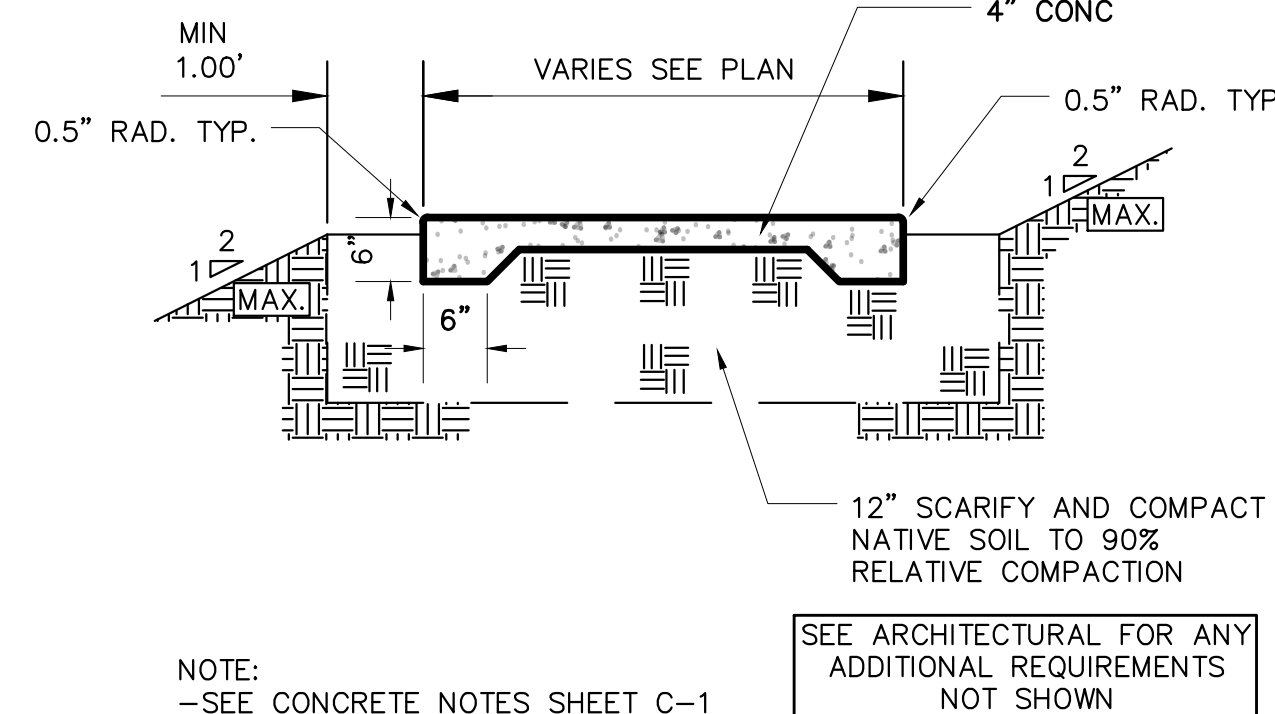 4" CONC
MIN
1.00'
VARIES SEE PLAN
0.5" RAD. TYP.
0.5" RAD. TYP
2
1
MAX.
2
1
MAX.
6"
6"
12" SCARIFY AND COMPACT
NATIVE SOIL TO 90%
RELATIVE COMPACTION
SEE ARCHITECTURAL FOR ANY
ADDITIONAL REQUIREMENTS
NOT SHOWN
NOTE:
-SEE CONCRETE NOTES SHEET C-1